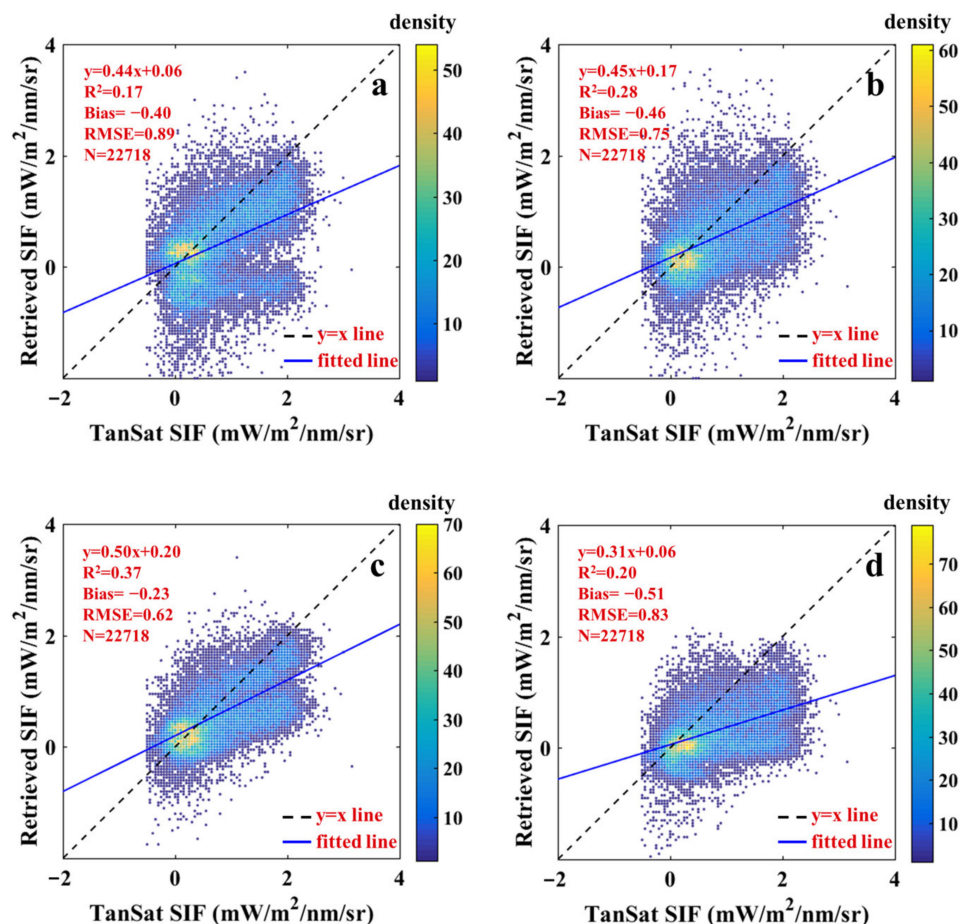 density
a
y=0.44x+0.06
R²=0.17
Bias= −0.40
RMSE=0.89
N=22718
y=x line
fitted line
Retrieved SIF (mW/m²/nm/sr)
4
2
0
−2
0
2
4
TanSat SIF (mW/m²/nm/sr)
50
40
30
20
10
density
b
y=0.45x+0.17
R²=0.28
Bias= −0.46
RMSE=0.75
N=22718
y=x line
fitted line
Retrieved SIF (mW/m²/nm/sr)
4
2
0
−2
0
2
4
TanSat SIF (mW/m²/nm/sr)
60
50
40
30
20
10
density
c
y=0.50x+0.20
R²=0.37
Bias= −0.23
RMSE=0.62
N=22718
y=x line
fitted line
Retrieved SIF (mW/m²/nm/sr)
4
2
0
−2
0
2
4
TanSat SIF (mW/m²/nm/sr)
70
60
50
40
30
20
10
density
d
y=0.31x+0.06
R²=0.20
Bias= −0.51
RMSE=0.83
N=22718
y=x line
fitted line
Retrieved SIF (mW/m²/nm/sr)
4
2
0
−2
0
2
4
TanSat SIF (mW/m²/nm/sr)
70
60
50
40
30
20
10